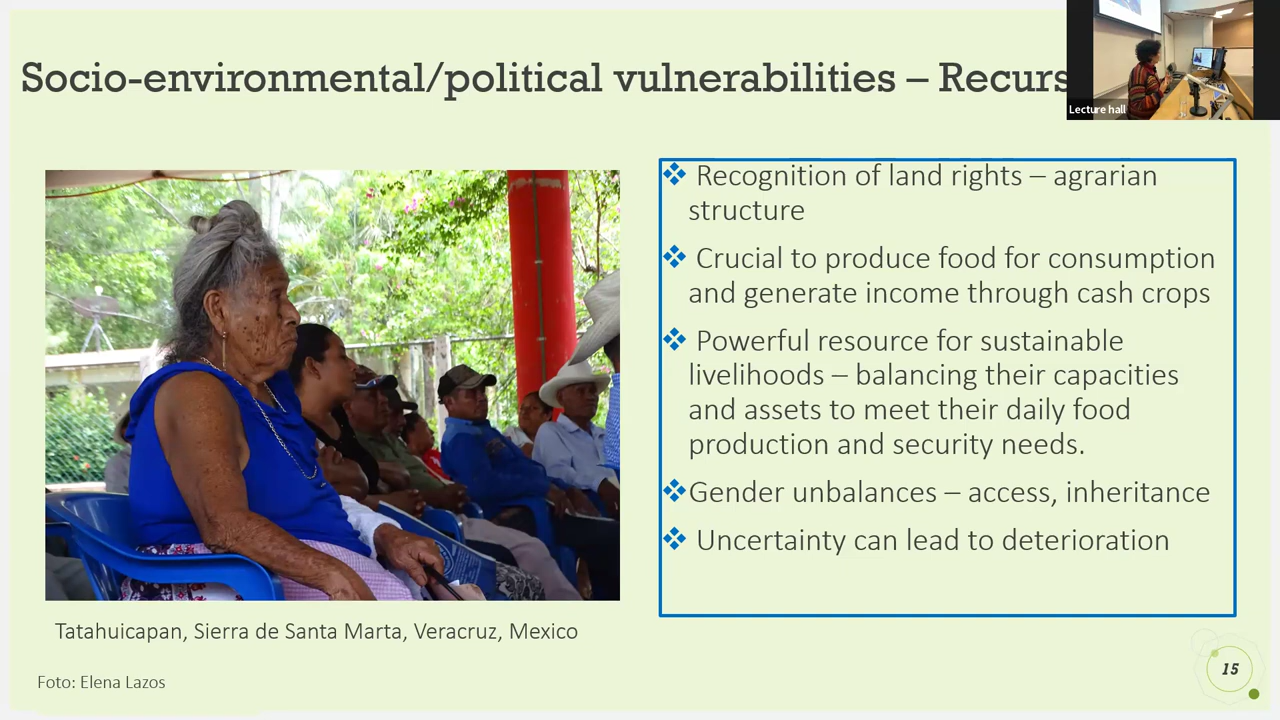 Socio-environmental/political vulnerabilities – Recurs
Lecture hall
❖ Recognition of land rights – agrarian
structure
❖ Crucial to produce food for consumption
and generate income through cash crops
❖ Powerful resource for sustainable
livelihoods – balancing their capacities
and assets to meet their daily food
production and security needs.
❖Gender unbalances – access, inheritance
❖ Uncertainty can lead to deterioration
Tatahuicapan, Sierra de Santa Marta, Veracruz, Mexico
Foto: Elena Lazos
15